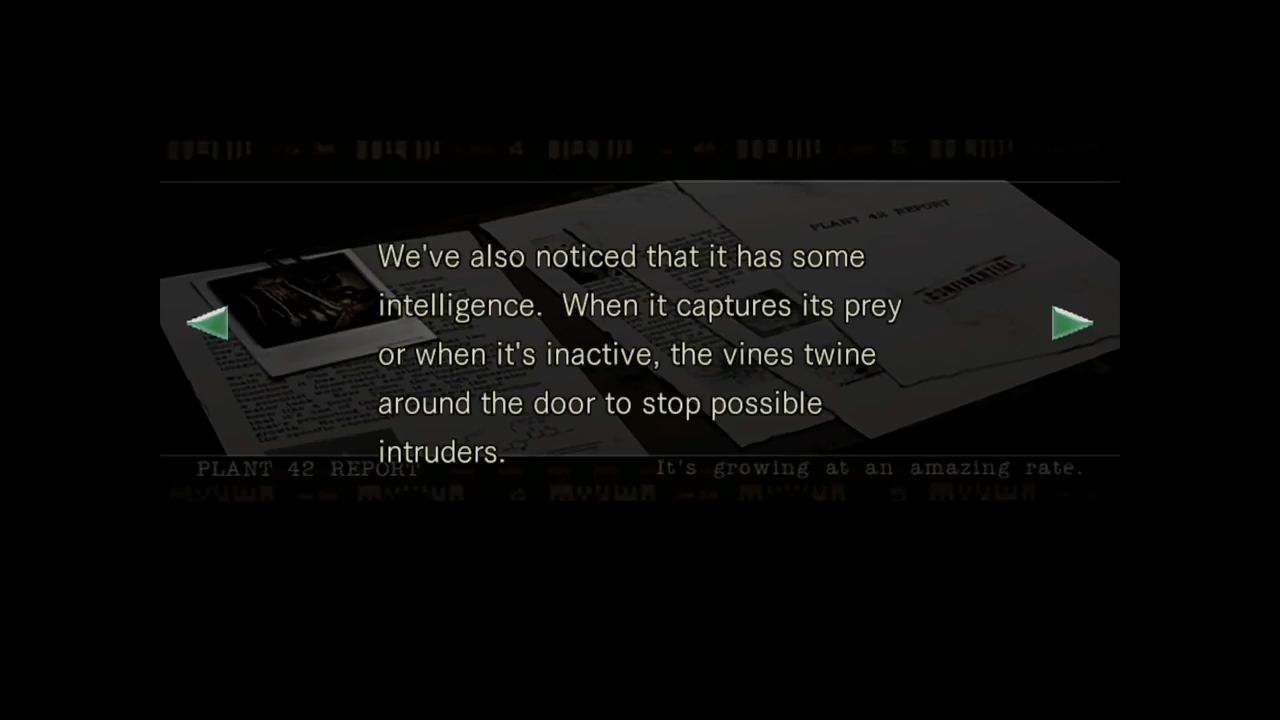 PLANT 42 REPORT
CONFIDENTIAL
We've also noticed that it has some
intelligence.  When it captures its prey
or when it's inactive, the vines twine
around the door to stop possible
intruders.
PLANT 42 REPORT
It's growing at an amazing rate.